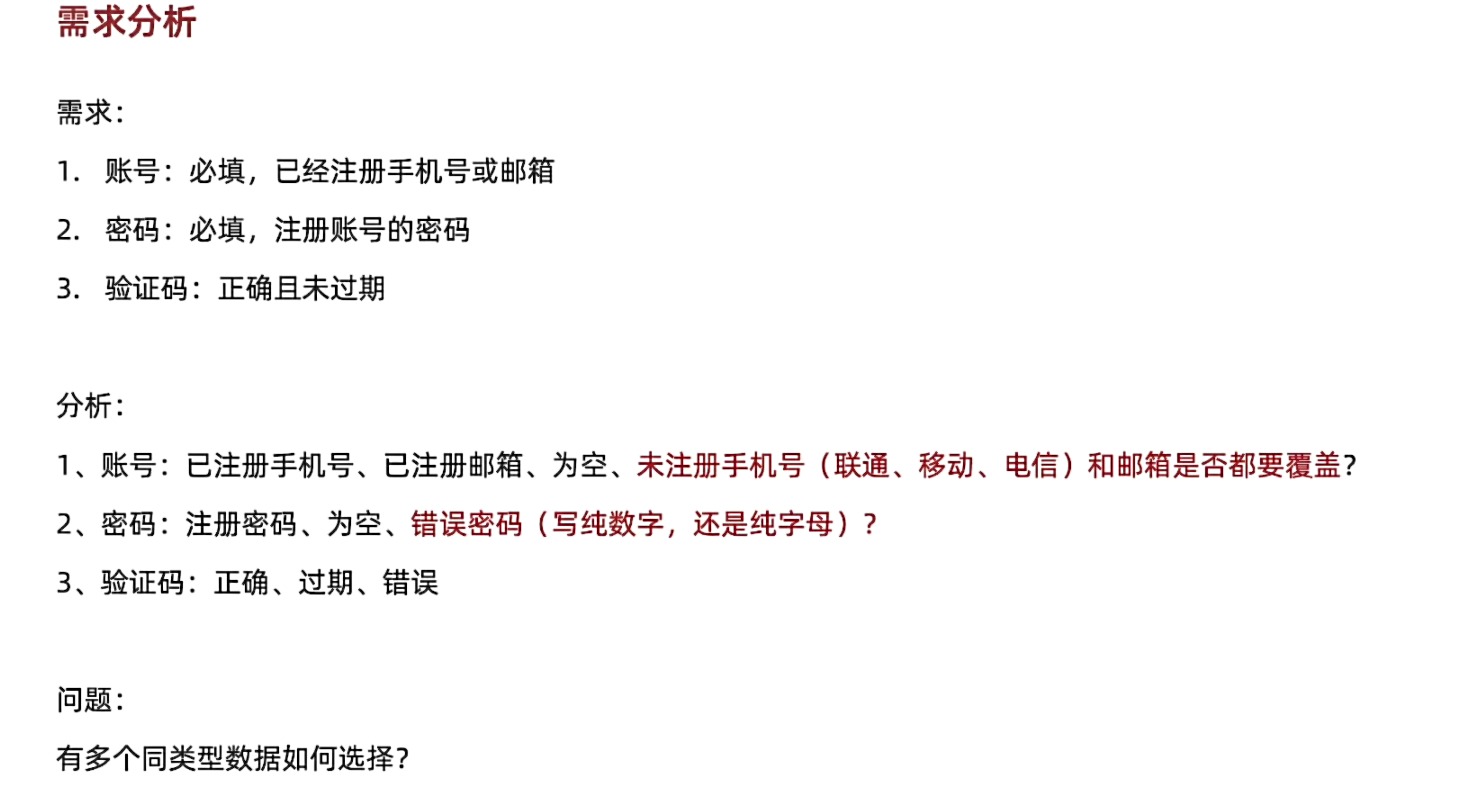 需求分析
需求：
1. 账号：必填，已经注册手机号或邮箱
2. 密码：必填，注册账号的密码
3. 验证码：正确且未过期
分析：
1、账号：已注册手机号、已注册邮箱、为空、未注册手机号（联通、移动、电信）和邮箱是否都要覆盖？
2、密码：注册密码、为空、错误密码（写纯数字，还是纯字母）？
3、验证码：正确、过期、错误
问题：
有多个同类型数据如何选择？